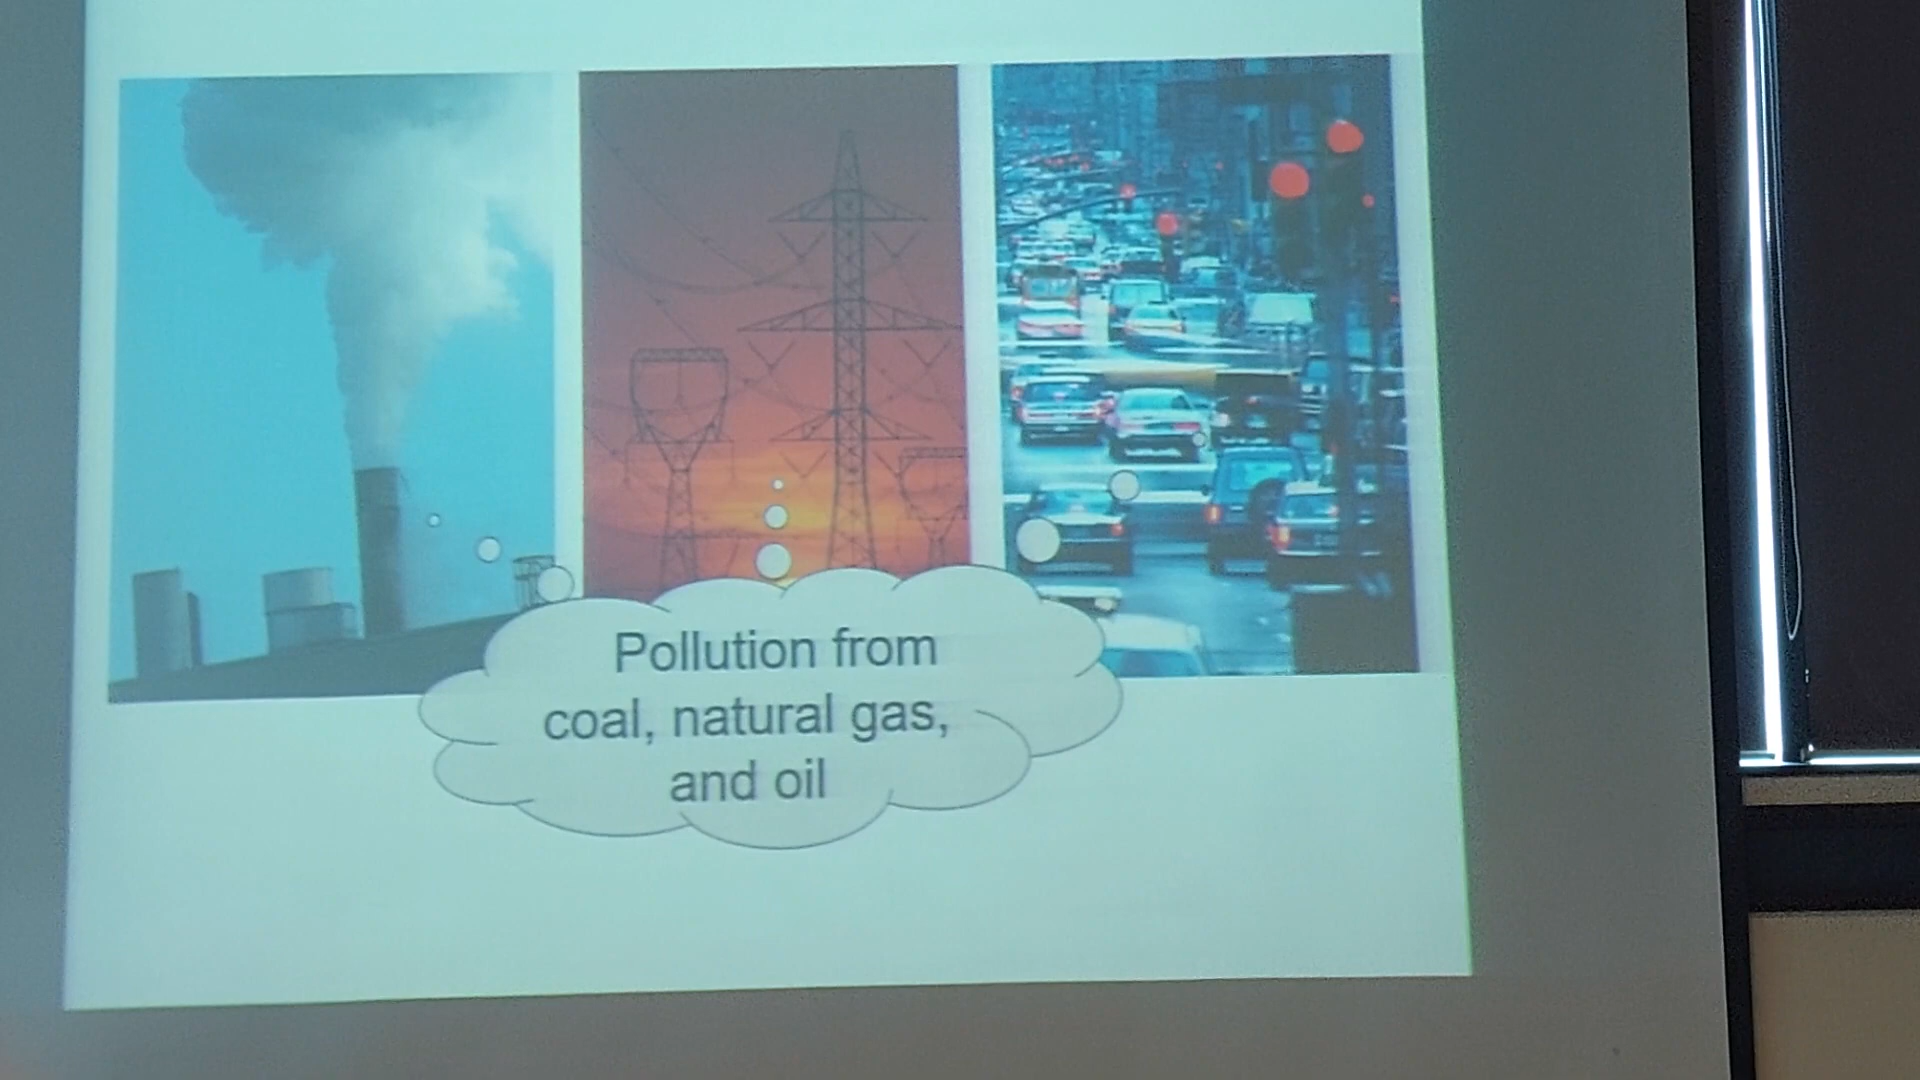 Pollution from
coal, natural gas,
and oil